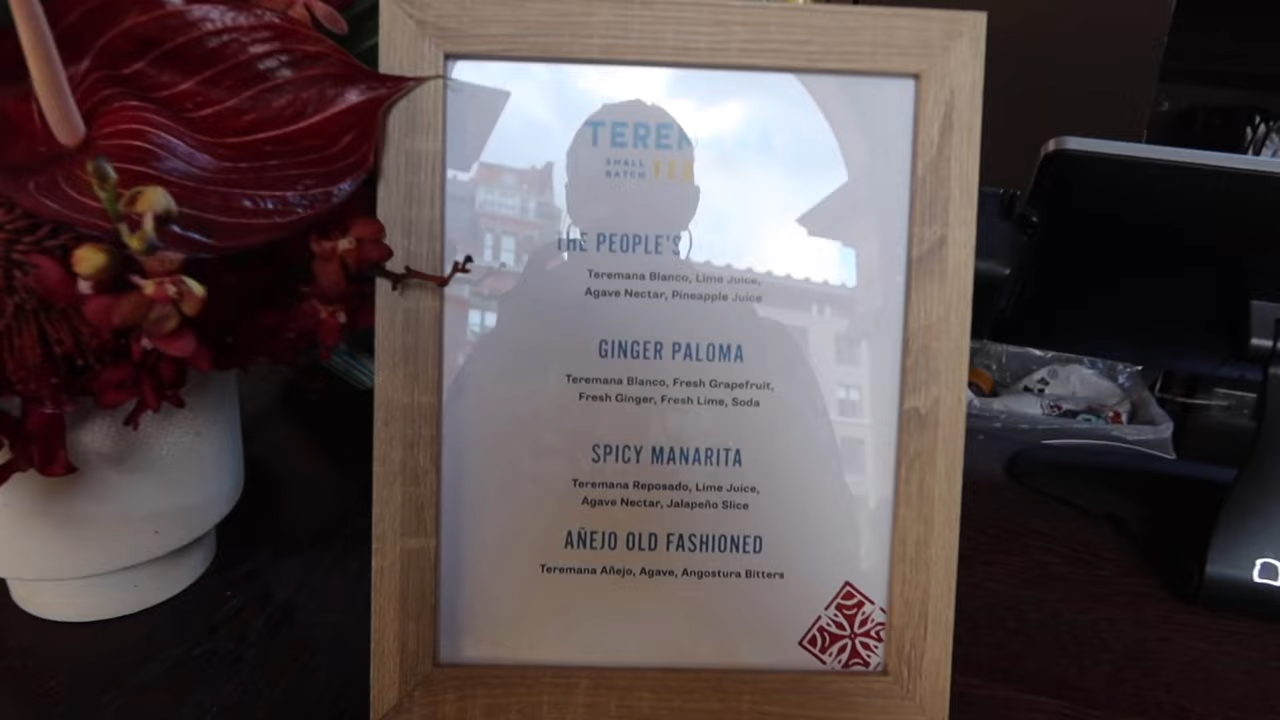 TEREM
SMALL
BATCH
THE PEOPLE'S
Teremana Blanco, Lime Juice,
Agave Nectar, Pineapple Juice
GINGER PALOMA
Teremana Blanco, Fresh Grapefruit,
Fresh Ginger, Fresh Lime, Soda
SPICY MANARITA
Teremana Reposado, Lime Juice,
Agave Nectar, Jalapeño Slice
AÑEJO OLD FASHIONED
Teremana Añejo, Agave, Angostura Bitters